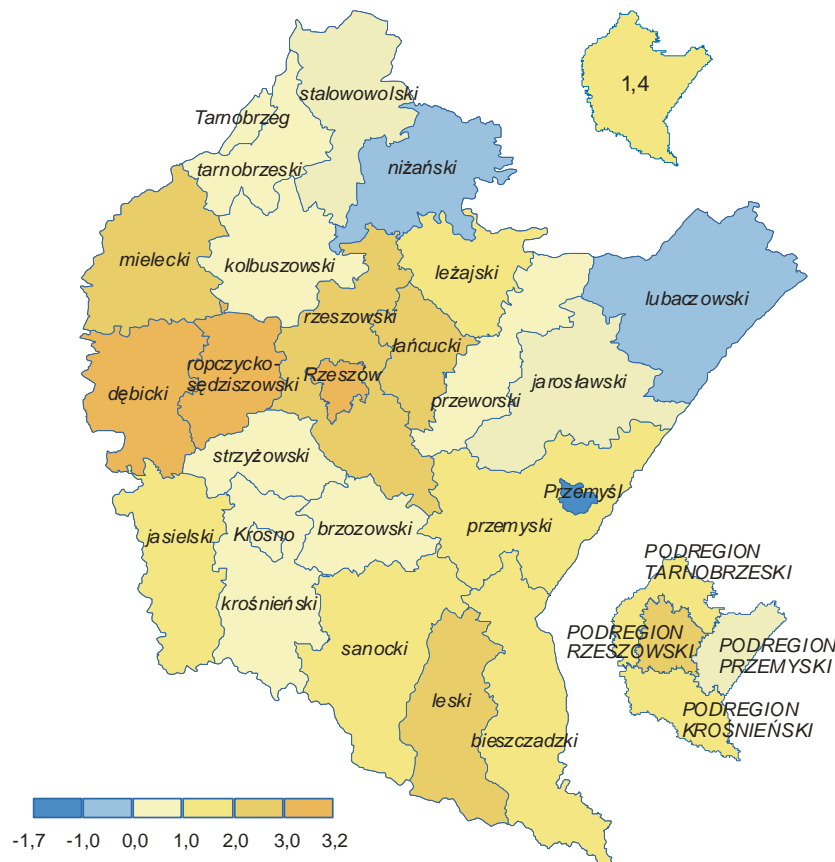 1,4
stalowowolski
Tarnobrzeg
tarnobrzeski
niżański
mielecki
kolbuszowski
leżajski
lubaczowski
rzeszowski
łańcucki
ropczycko-
sędziszowski
Rzeszów
dębicki
przeworski
jarosławski
strzyżowski
Przemyśl
przemyski
jasielski
Krosno
brzozowski
krośnieński
sanocki
leski
bieszczadzki
PODREGION
TARNOBRZESKI
PODREGION
RZESZOWSKI
PODREGION
PRZEMYSKI
PODREGION
KROŚNIEŃSKI
-1,7 -1,0 0,0 1,0 2,0 3,0 3,2